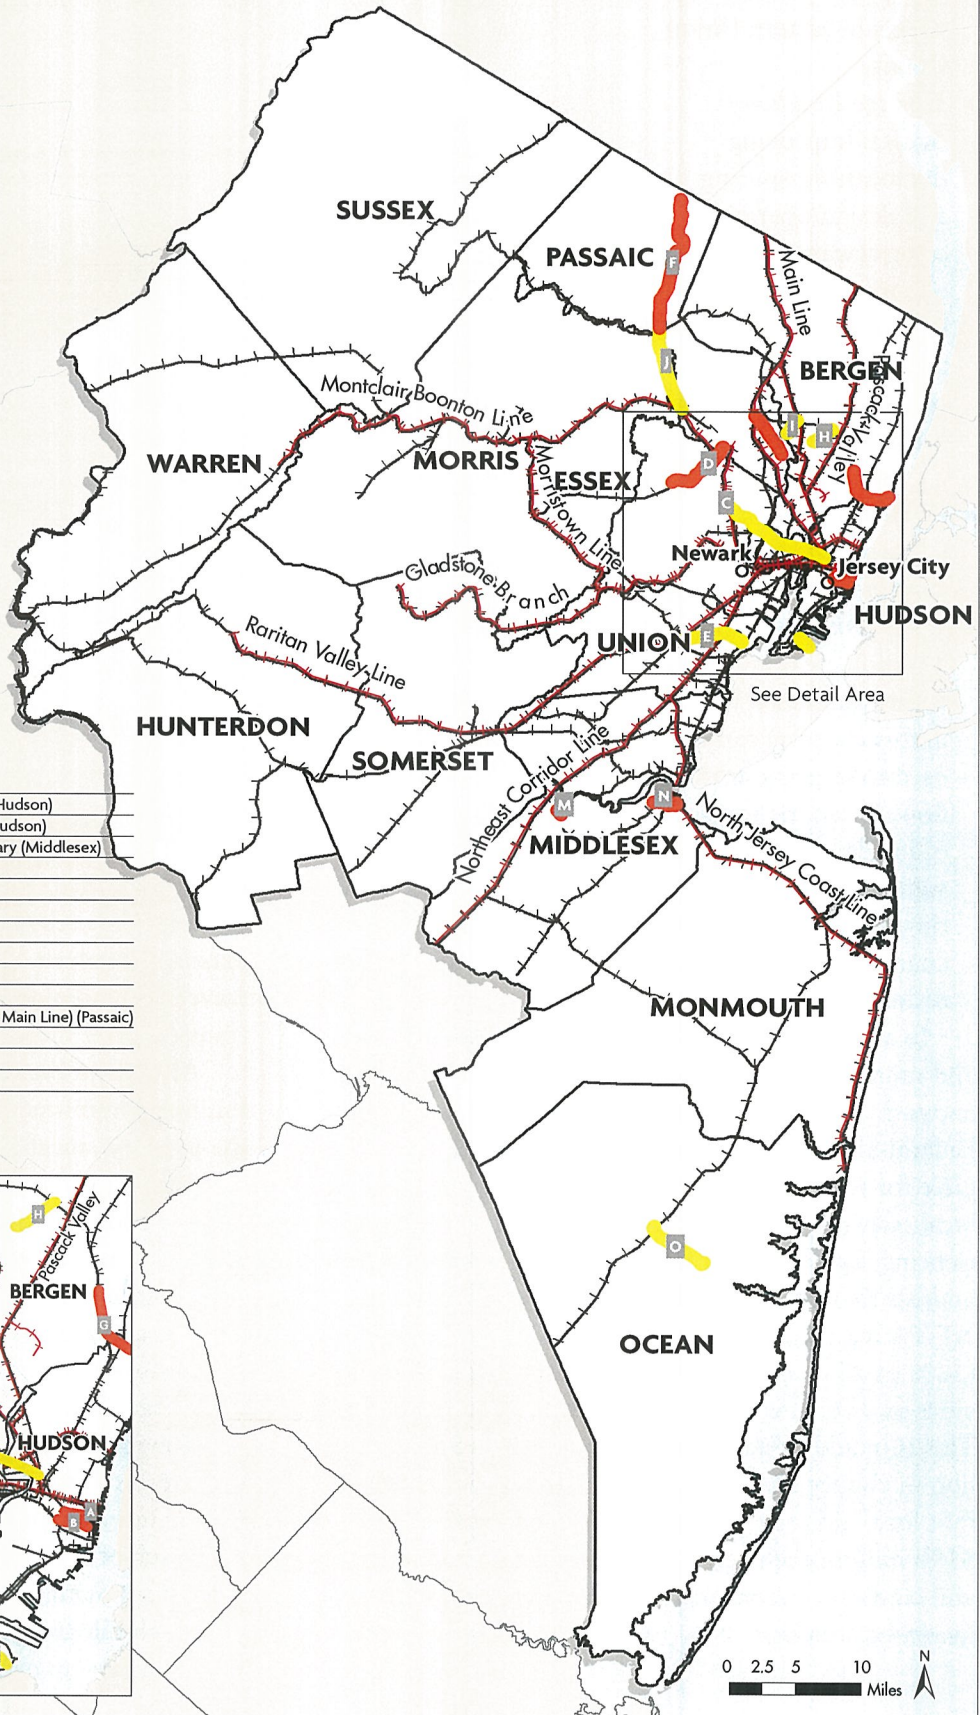 SUSSEX
PASSAIC
F
Main Line
J
BERGEN
Pascack Valley
Montclair Boonton Line
I
H
WARREN
MORRIS
ESSEX
D
Morristown Line
C
Newark
Jersey City
Gladstone Branch
HUDSON
Raritan Valley Line
UNION
E
See Detail Area
HUNTERDON
SOMERSET
Northeast Corridor Line
Hudson)
udson)
ary (Middlesex)
M
N
North Jersey Coast Line
MIDDLESEX
MONMOUTH
Main Line) (Passaic)
H
Pascack Valley
BERGEN
G
HUDSON
A
B
O
OCEAN
N
0 2.5 5 10
Miles